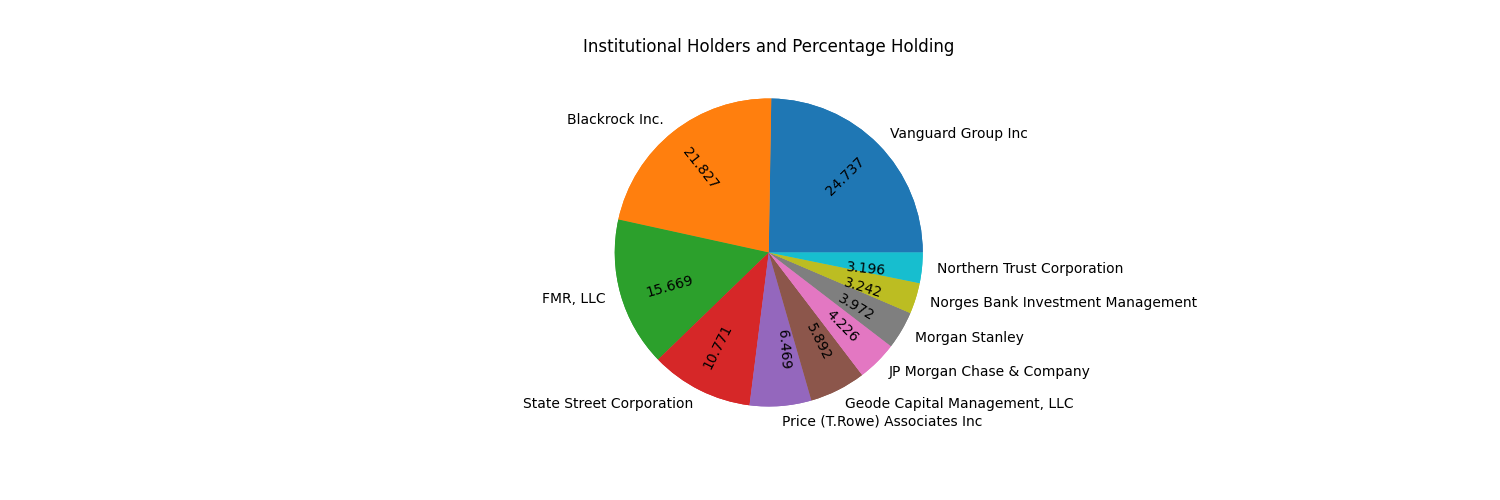 Institutional Holders and Percentage Holding
Blackrock Inc.
Vanguard Group Inc
21.827
24.737
Northern Trust Corporation
3.196
3.242
Norges Bank Investment Management
FMR, LLC
15.669
3.972
4.226
Morgan Stanley
10.771
6.469
5.892
JP Morgan Chase & Company
State Street Corporation
Geode Capital Management, LLC
Price (T.Rowe) Associates Inc